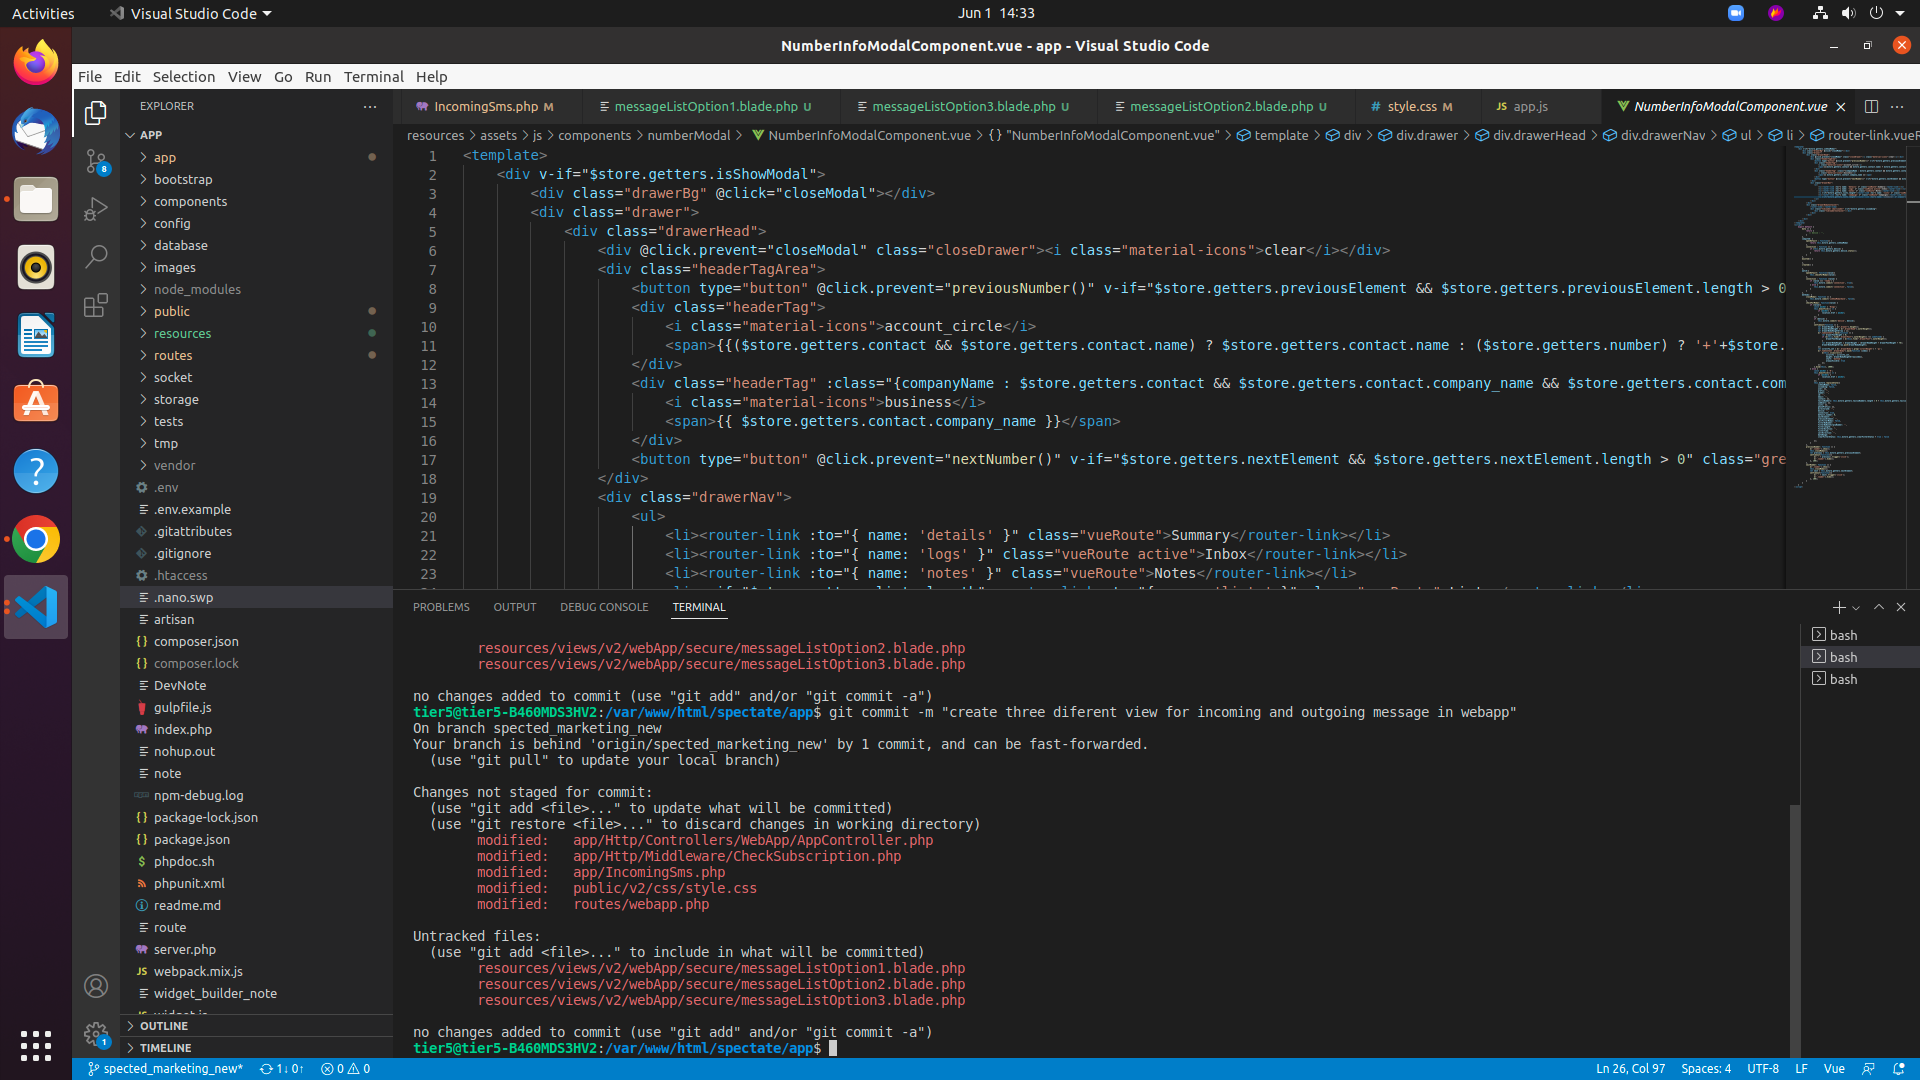 Activities
Visual Studio Code
Jun 1 14:33
NumberInfoModalComponent.vue - app - Visual Studio Code
File Edit Selection View Go Run Terminal Help
EXPLORER
IncomingSms.php M
messageListOption1.blade.php U
messageListOption3.blade.php U
messageListOption2.blade.php U
# style.css M
JS app.js
NumberInfoModalComponent.vue
resources > assets > js > components > numberModal > NumberInfoModalComponent.vue > {} "NumberInfoModalComponent.vue" > template > div > div.drawer > div.drawerHead > div.drawerNav > ul > li > router-link.vueR
APP
app
bootstrap
components
config
database
images
node_modules
public
resources
routes
socket
storage
tests
tmp
vendor
.env
.env.example
.gitattributes
.gitignore
.htaccess
.nano.swp
artisan
{} composer.json
{} composer.lock
DevNote
gulpfile.js
index.php
nohup.out
note
npm-debug.log
{} package-lock.json
{} package.json
$ phpdoc.sh
phpunit.xml
readme.md
route
server.php
JS webpack.mix.js
widget_builder_note
OUTLINE
TIMELINE
8
1
1 <template>
2 <div v-if="$store.getters.isShowModal">
3 <div class="drawerBg" @click="closeModal"></div>
4 <div class="drawer">
5 <div class="drawerHead">
6 <div @click.prevent="closeModal" class="closeDrawer"><i class="material-icons">clear</i></div>
7 <div class="headerTagArea">
8 <button type="button" @click.prevent="previousNumber()" v-if="$store.getters.previousElement && $store.getters.previousElement.length > 0
9 <div class="headerTag">
10 <i class="material-icons">account_circle</i>
11 <span>{{($store.getters.contact && $store.getters.contact.name) ? $store.getters.contact.name : ($store.getters.number) ? '+'+$store.
12 </div>
13 <div class="headerTag" :class="{companyName : $store.getters.contact && $store.getters.contact.company_name && $store.getters.contact.com
14 <i class="material-icons">business</i>
15 <span>{{ $store.getters.contact.company_name }}</span>
16 </div>
17 <button type="button" @click.prevent="nextNumber()" v-if="$store.getters.nextElement && $store.getters.nextElement.length > 0" class="gre
18 </div>
19 <div class="drawerNav">
20 <ul>
21 <li><router-link :to="{ name: 'details' }" class="vueRoute">Summary</router-link></li>
22 <li><router-link :to="{ name: 'logs' }" class="vueRoute active">Inbox</router-link></li>
23 <li><router-link :to="{ name: 'notes' }" class="vueRoute">Notes</router-link></li>
PROBLEMS OUTPUT DEBUG CONSOLE TERMINAL
bash
bash
bash
resources/views/v2/webApp/secure/messageListOption2.blade.php
resources/views/v2/webApp/secure/messageListOption3.blade.php
no changes added to commit (use "git add" and/or "git commit -a")
tier5@tier5-B460MDS3HV2:/var/www/html/spectate/app$ git commit -m "create three diferent view for incoming and outgoing message in webapp"
On branch spected_marketing_new
Your branch is behind 'origin/spected_marketing_new' by 1 commit, and can be fast-forwarded.
(use "git pull" to update your local branch)
Changes not staged for commit:
(use "git add <file>..." to update what will be committed)
(use "git restore <file>..." to discard changes in working directory)
modified: app/Http/Controllers/WebApp/AppController.php
modified: app/Http/Middleware/CheckSubscription.php
modified: app/IncomingSms.php
modified: public/v2/css/style.css
modified: routes/webapp.php
Untracked files:
(use "git add <file>..." to include in what will be committed)
resources/views/v2/webApp/secure/messageListOption1.blade.php
resources/views/v2/webApp/secure/messageListOption2.blade.php
resources/views/v2/webApp/secure/messageListOption3.blade.php
no changes added to commit (use "git add" and/or "git commit -a")
tier5@tier5-B460MDS3HV2:/var/www/html/spectate/app$
spected_marketing_new* 1↓ 0↑ 0 0
Ln 26, Col 97 Spaces: 4 UTF-8 LF Vue